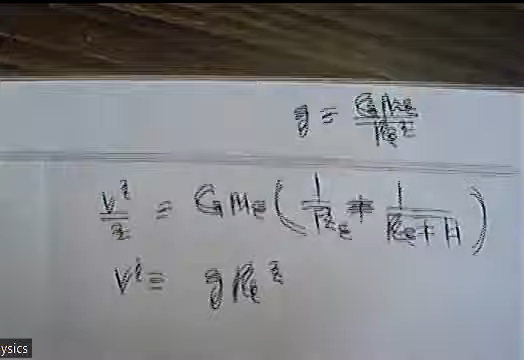 g = GMe/Re²
v²/2 = GMe(1/Re + 1/(Re+H))
v² = gRe²
ysics